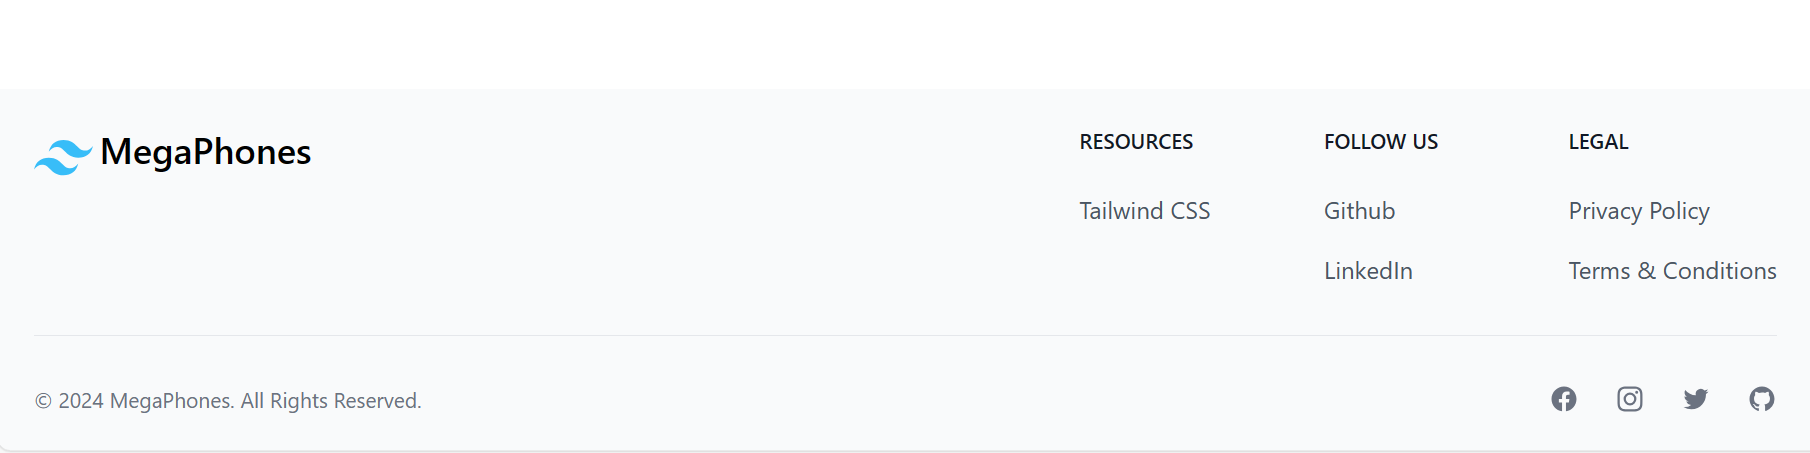 MegaPhones
RESOURCES
Tailwind CSS
FOLLOW US
Github
LinkedIn
LEGAL
Privacy Policy
Terms & Conditions
© 2024 MegaPhones. All Rights Reserved.